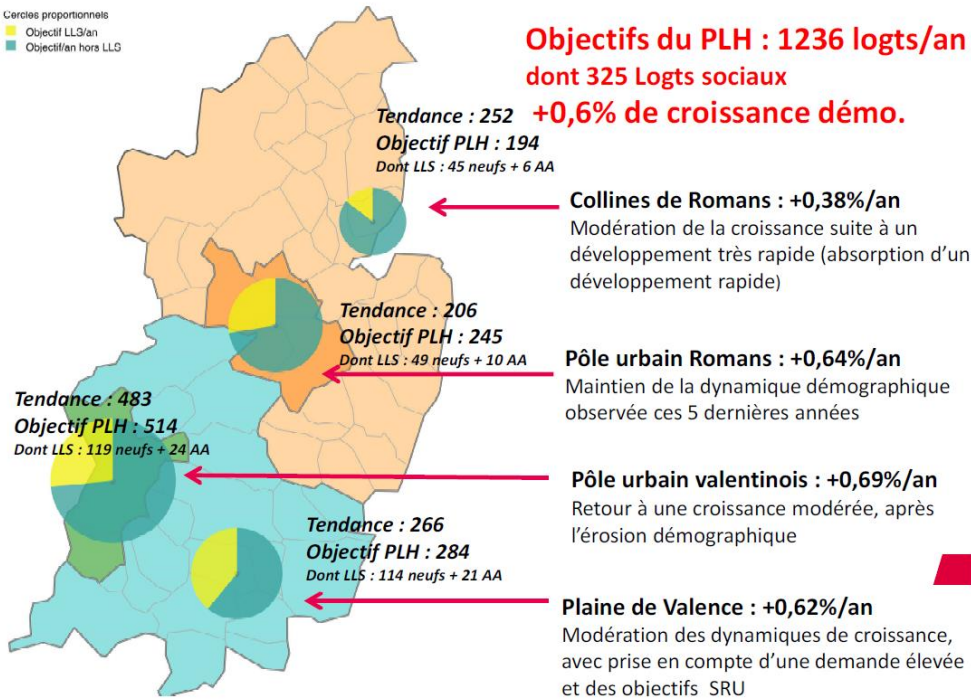 Cercles proportionnels
Objectif LLS/an
Objectif/an hors LLS
Objectifs du PLH : 1236 logts/an
dont 325 Logts sociaux
+0,6% de croissance démo.
Tendance : 252
Objectif PLH : 194
Dont LLS : 45 neufs + 6 AA
Collines de Romans : +0,38%/an
Modération de la croissance suite à un
développement très rapide (absorption d'un
développement rapide)
Tendance : 206
Objectif PLH : 245
Dont LLS : 49 neufs + 10 AA
Pôle urbain Romans : +0,64%/an
Maintien de la dynamique démographique
observée ces 5 dernières années
Tendance : 483
Objectif PLH : 514
Dont LLS : 119 neufs + 24 AA
Pôle urbain valentinois : +0,69%/an
Retour à une croissance modérée, après
l'érosion démographique
Tendance : 266
Objectif PLH : 284
Dont LLS : 114 neufs + 21 AA
Plaine de Valence : +0,62%/an
Modération des dynamiques de croissance,
avec prise en compte d'une demande élevée
et des objectifs SRU